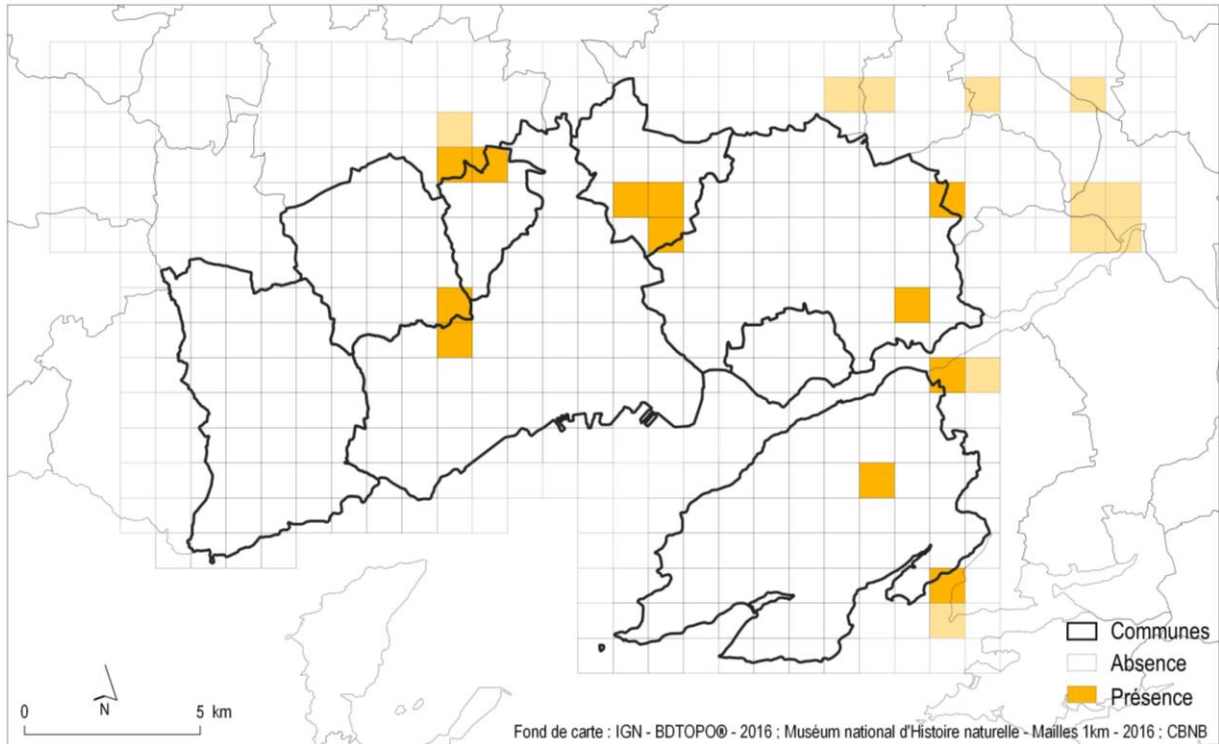 Communes
Absence
Présence
N
0 5 km
Fond de carte : IGN - BDTOPO® - 2016 ; Muséum national d'Histoire naturelle - Mailles 1km - 2016 ; CBNB